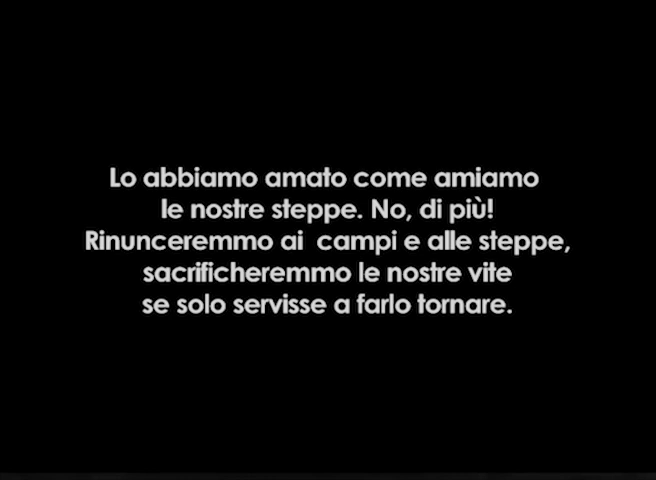 Lo abbiamo amato come amiamo
le nostre steppe. No, di più!
Rinunceremmo ai campi e alle steppe,
sacrificheremmo le nostre vite
se solo servisse a farlo tornare.